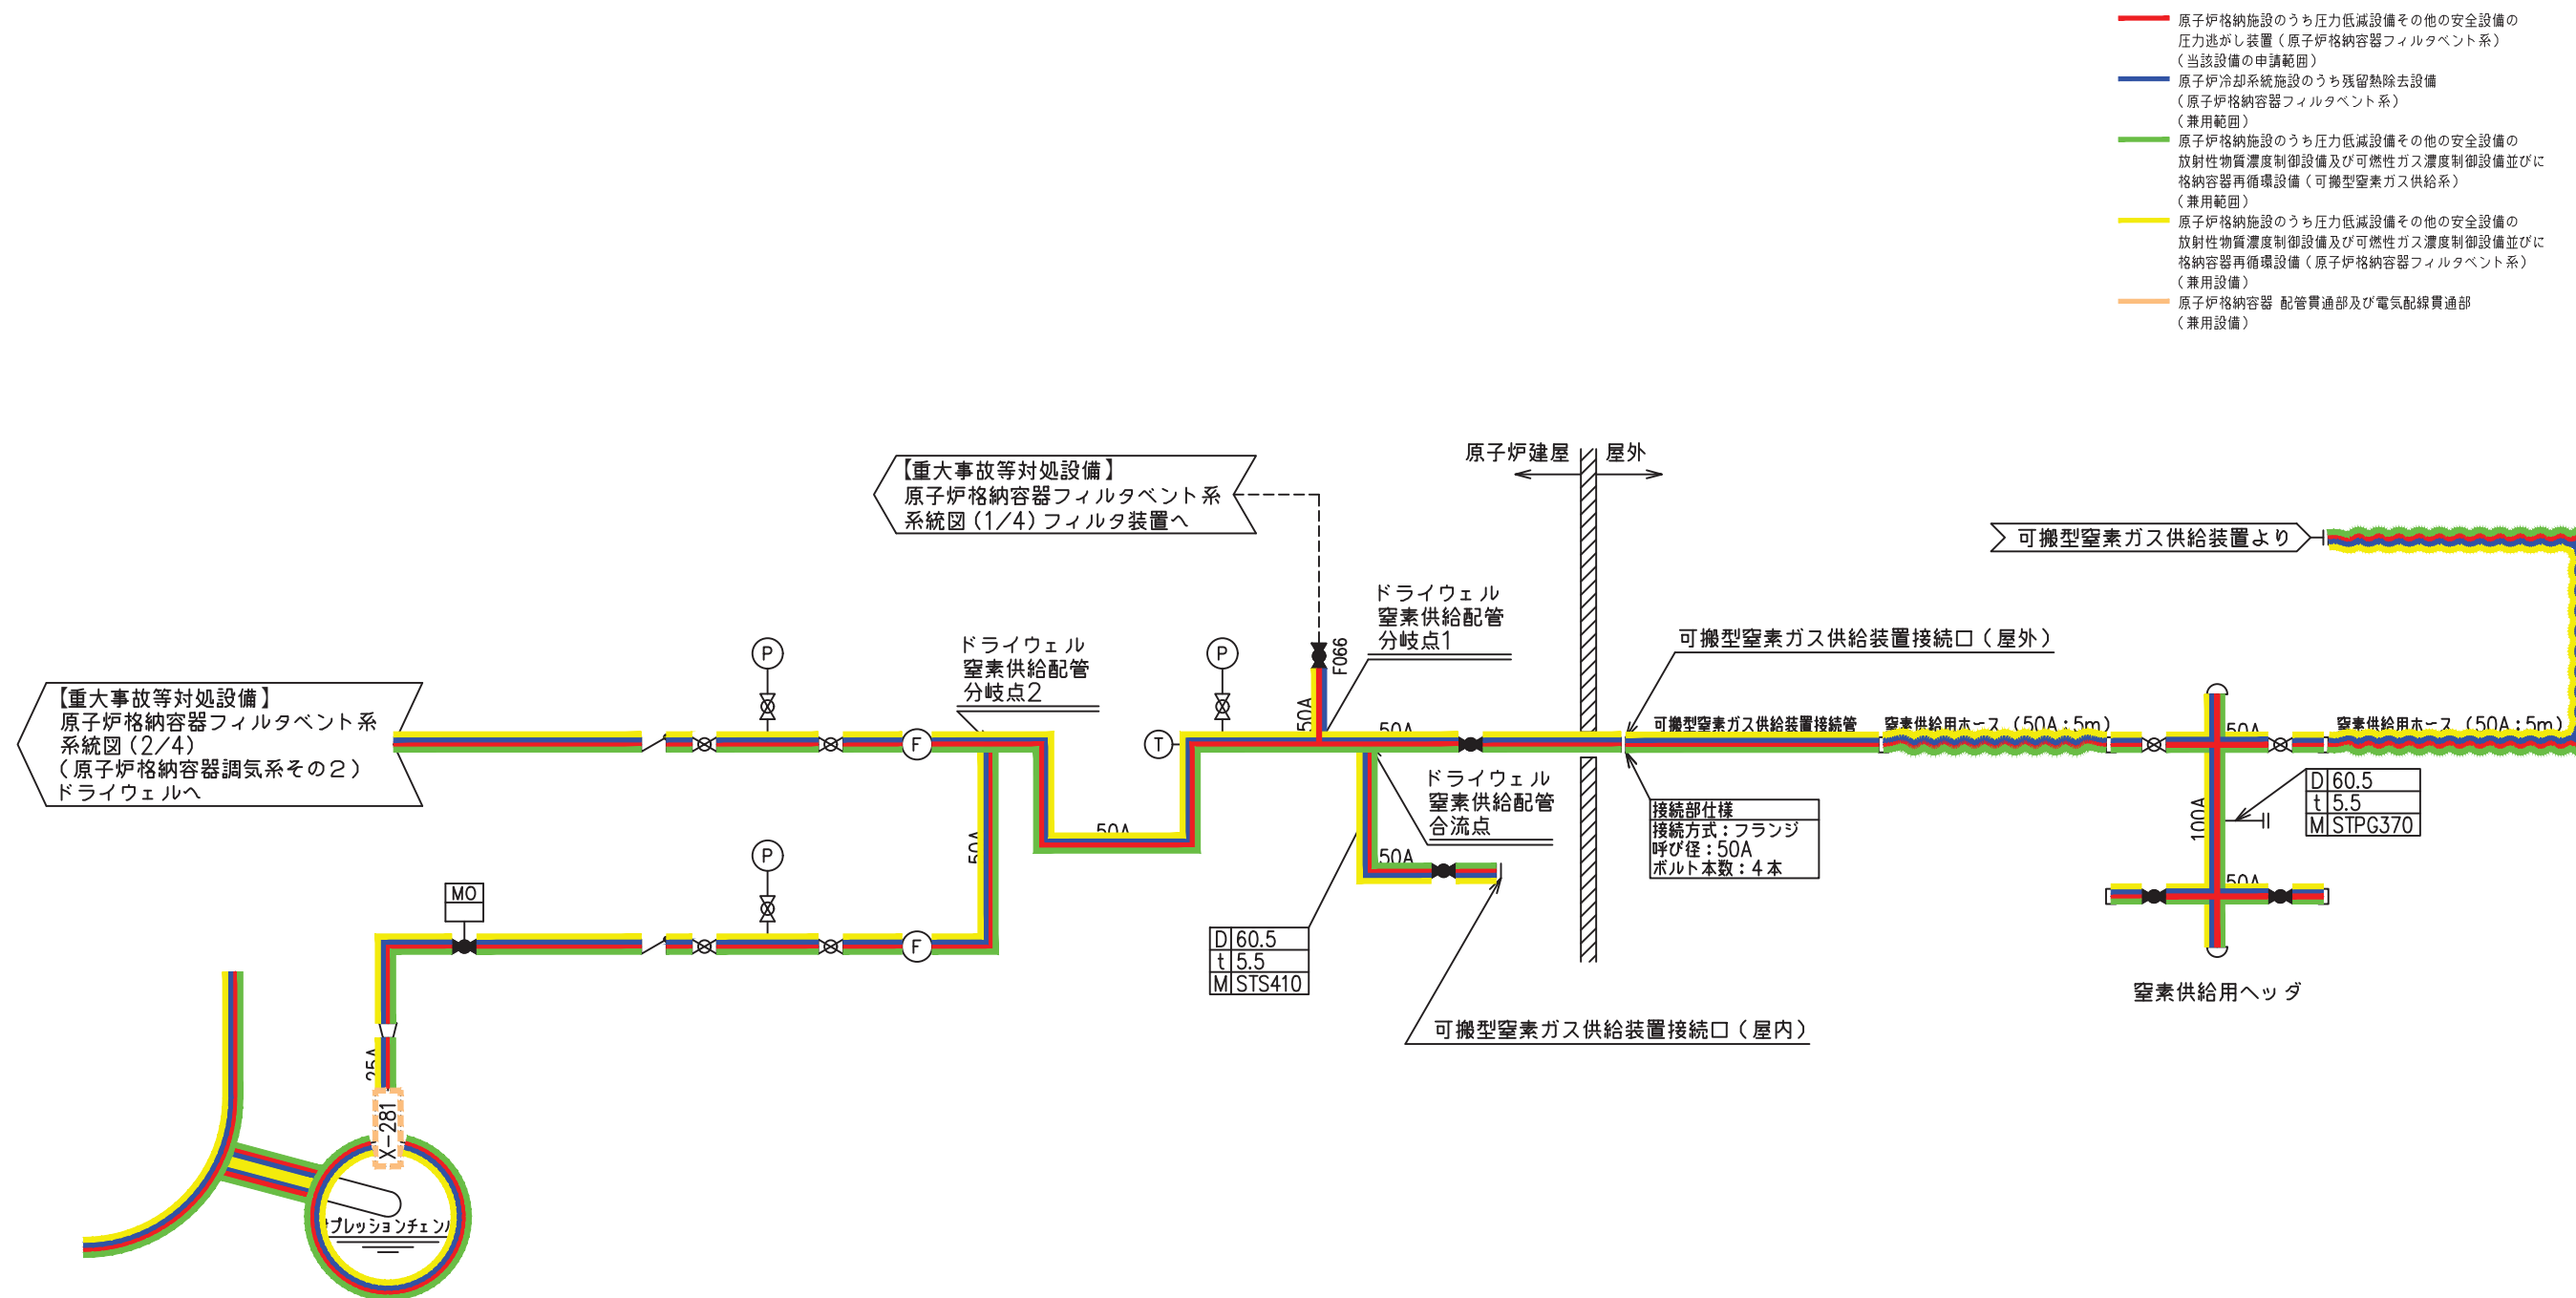 原子炉格納施設のうち圧力低減設備その他の安全設備の
圧力逃がし装置（原子炉格納容器フィルタベント系）
（当該設備の申請範囲）
原子炉冷却系統施設のうち残留熱除去設備
（原子炉格納容器フィルタベント系）
（兼用範囲）
原子炉格納施設のうち圧力低減設備その他の安全設備の
放射性物質濃度制御設備及び可燃性ガス濃度制御設備並びに
格納容器再循環設備（可搬型窒素ガス供給系）
（兼用範囲）
原子炉格納施設のうち圧力低減設備その他の安全設備の
放射性物質濃度制御設備及び可燃性ガス濃度制御設備並びに
格納容器再循環設備（原子炉格納容器フィルタベント系）
（兼用設備）
原子炉格納容器 配管貫通部及び電気配線貫通部
（兼用設備）
原子炉建屋
屋外
【重大事故等対処設備】
原子炉格納容器フィルタベント系
系統図(1/4)フィルタ装置へ
可搬型窒素ガス供給装置より
ドライウェル
窒素供給配管
分岐点1
F066
P
P
ドライウェル
窒素供給配管
分岐点2
可搬型窒素ガス供給装置接続口（屋外）
【重大事故等対処設備】
原子炉格納容器フィルタベント系
系統図(2/4)
（原子炉格納容器調気系その2）
ドライウェルへ
50A
50A
F
T
可搬型窒素ガス供給装置接続管
窒素供給用ホース（50A:5m）
50A
窒素供給用ホース（50A:5m）
D 60.5
t 5.5
M STPG370
100A
ドライウェル
窒素供給配管
合流点
接続部仕様
接続方式：フランジ
呼び径：50A
ボルト本数：4本
50A
50A
50A
50A
P
MO
F
D 60.5
t 5.5
M STS410
窒素供給用ヘッダ
可搬型窒素ガス供給装置接続口（屋内）
25A
X-281
プレッションチェン